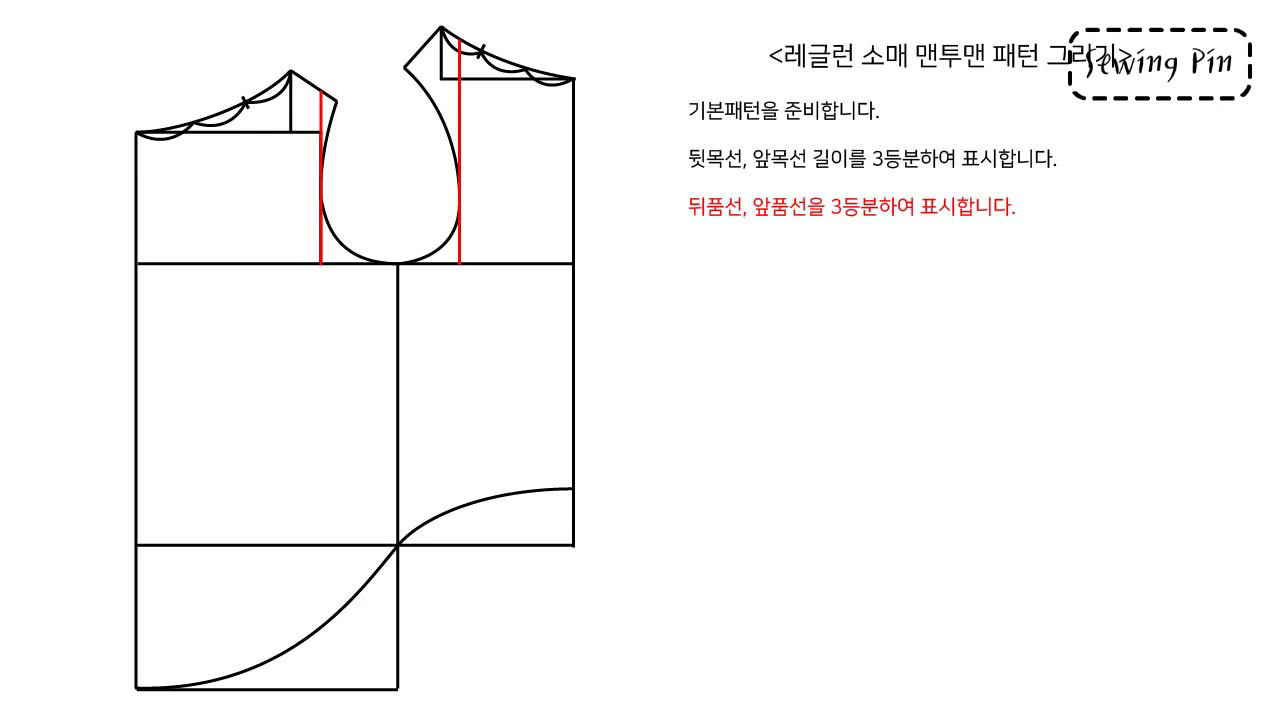 <레글런 소매 맨투맨 패턴 그리기>
Sewing Pin
기본패턴을 준비합니다.
뒷목선, 앞목선 길이를 3등분하여 표시합니다.
뒤품선, 앞품선을 3등분하여 표시합니다.